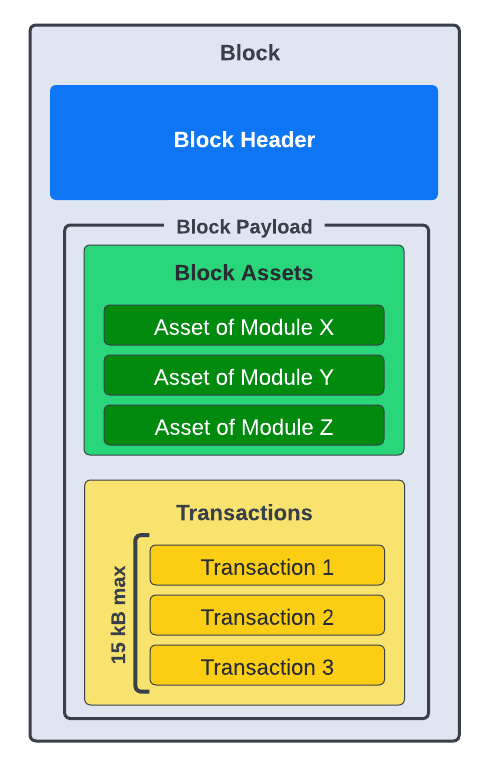 Block
Block Header
Block Payload
Block Assets
Asset of Module X
Asset of Module Y
Asset of Module Z
Transactions
15 kB max
Transaction 1
Transaction 2
Transaction 3